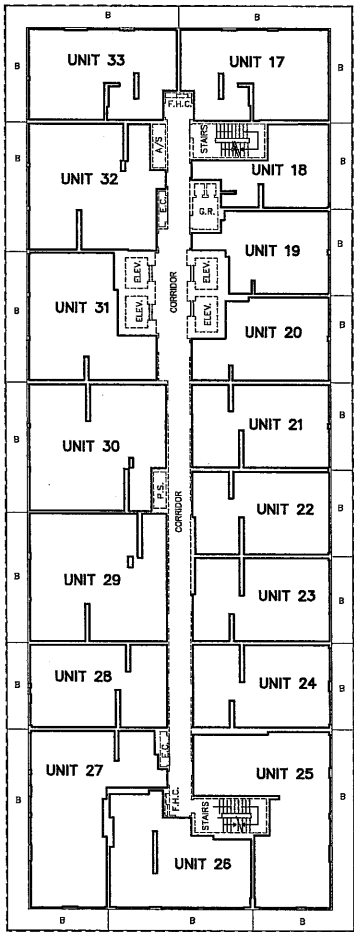 B
B
UNIT 33
UNIT 17
B
B
F.H.C.
STAIRS
A/S
UNIT 18
UNIT 32
B
B
E.C.
G.R.
UNIT 19
B
ELEV.
ELEV.
UNIT 31
CORRIDOR
B
ELEV.
ELEV.
UNIT 20
B
UNIT 21
B
UNIT 30
B
P.S.
UNIT 22
B
CORRIDOR
UNIT 29
B
UNIT 23
B
UNIT 28
B
UNIT 24
B
E.C.
UNIT 27
UNIT 25
B
B
F.H.C.
STAIRS
UNIT 26
B
B
B